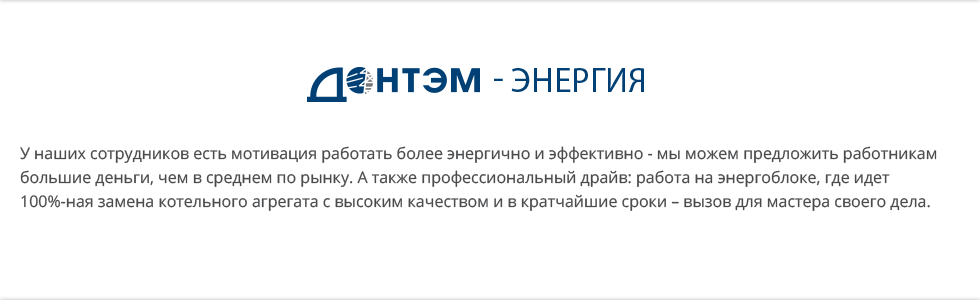 ДОНТЭМ - ЭНЕРГИЯ
У наших сотрудников есть мотивация работать более энергично и эффективно - мы можем предложить работникам
большие деньги, чем в среднем по рынку. А также профессиональный драйв: работа на энергоблоке, где идет
100%-ная замена котельного агрегата с высоким качеством и в кратчайшие сроки – вызов для мастера своего дела.